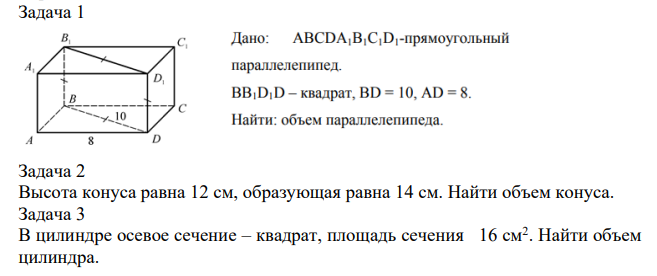 Задача 1
Дано: ABCDA₁B₁C₁D₁-прямоугольный
параллелепипед.
BB₁D₁D – квадрат, BD = 10, AD = 8.
Найти: объем параллелепипеда.
B₁
C₁
A₁
D₁
B
C
10
A
8
D
Задача 2
Высота конуса равна 12 см, образующая равна 14 см. Найти объем конуса.
Задача 3
В цилиндре осевое сечение – квадрат, площадь сечения 16 см². Найти объем
цилиндра.